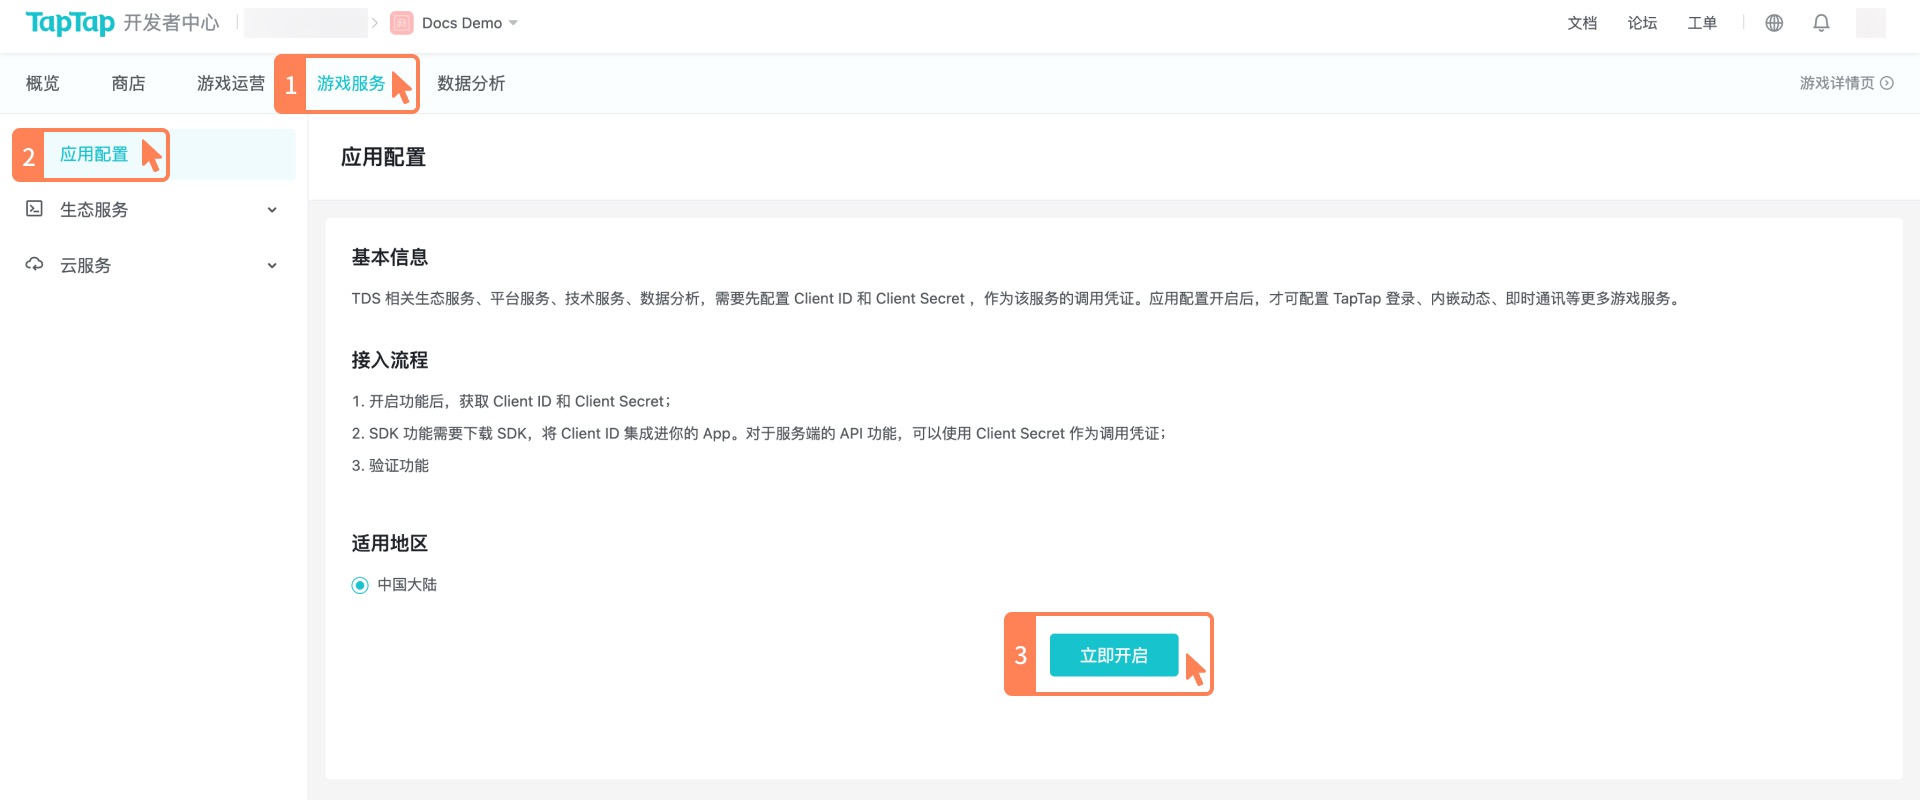 TapTap 开发者中心 Docs Demo 文档 论坛 工单
概览 商店 游戏运营 1 游戏服务 数据分析 游戏详情页
2 应用配置
生态服务
云服务
应用配置
基本信息
TDS 相关生态服务、平台服务、技术服务、数据分析，需要先配置 Client ID 和 Client Secret ，作为该服务的调用凭证。应用配置开启后，才可配置 TapTap 登录、内嵌动态、即时通讯等更多游戏服务。
接入流程
1. 开启功能后，获取 Client ID 和 Client Secret；
2. SDK 功能需要下载 SDK，将 Client ID 集成进你的 App。对于服务端的 API 功能，可以使用 Client Secret 作为调用凭证；
3. 验证功能
适用地区
中国大陆
3 立即开启